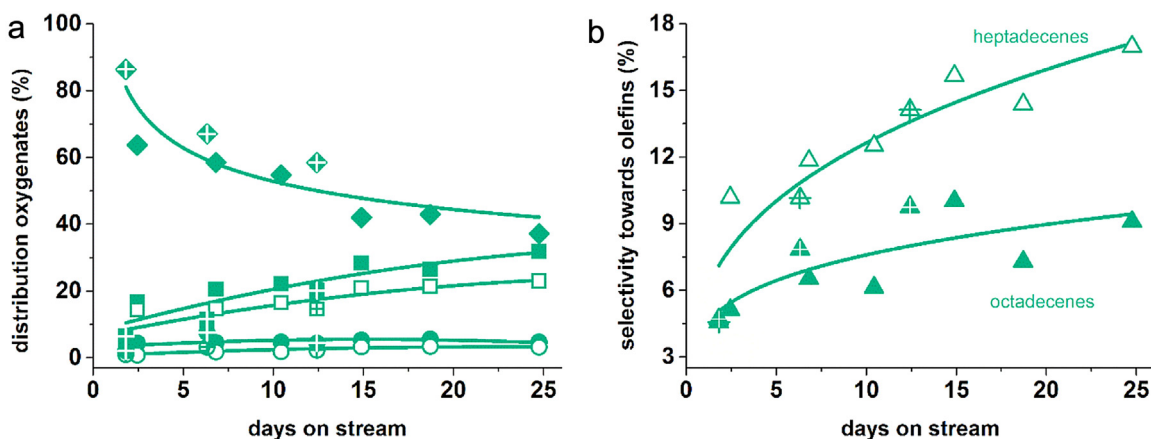 a
distribution oxygenates (%)
100
80
60
40
20
0
0 5 10 15 20 25
days on stream
b
selectivity towards olefins (%)
18
15
12
9
6
3
heptadecenes
octadecenes
0 5 10 15 20 25
days on stream